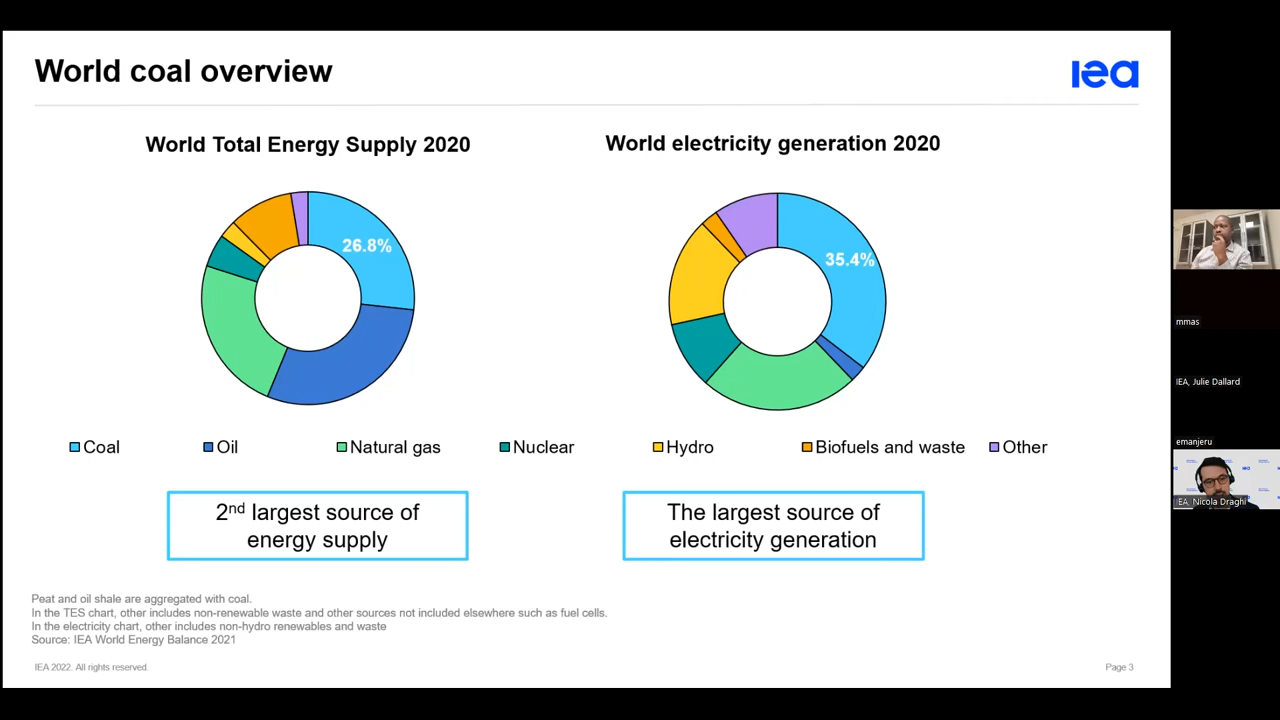 World coal overview
iea
World Total Energy Supply 2020
World electricity generation 2020
26.8%
35.4%
Coal
Oil
Natural gas
Nuclear
Hydro
Biofuels and waste
Other
2nd largest source of
energy supply
The largest source of
electricity generation
Peat and oil shale are aggregated with coal.
In the TES chart, other includes non-renewable waste and other sources not included elsewhere such as fuel cells.
In the electricity chart, other includes non-hydro renewables and waste
Source: IEA World Energy Balance 2021
IEA 2022. All rights reserved.
Page 3
mmas
IEA, Julie Dallard
emanjeru
IEA, Nicola Draghi